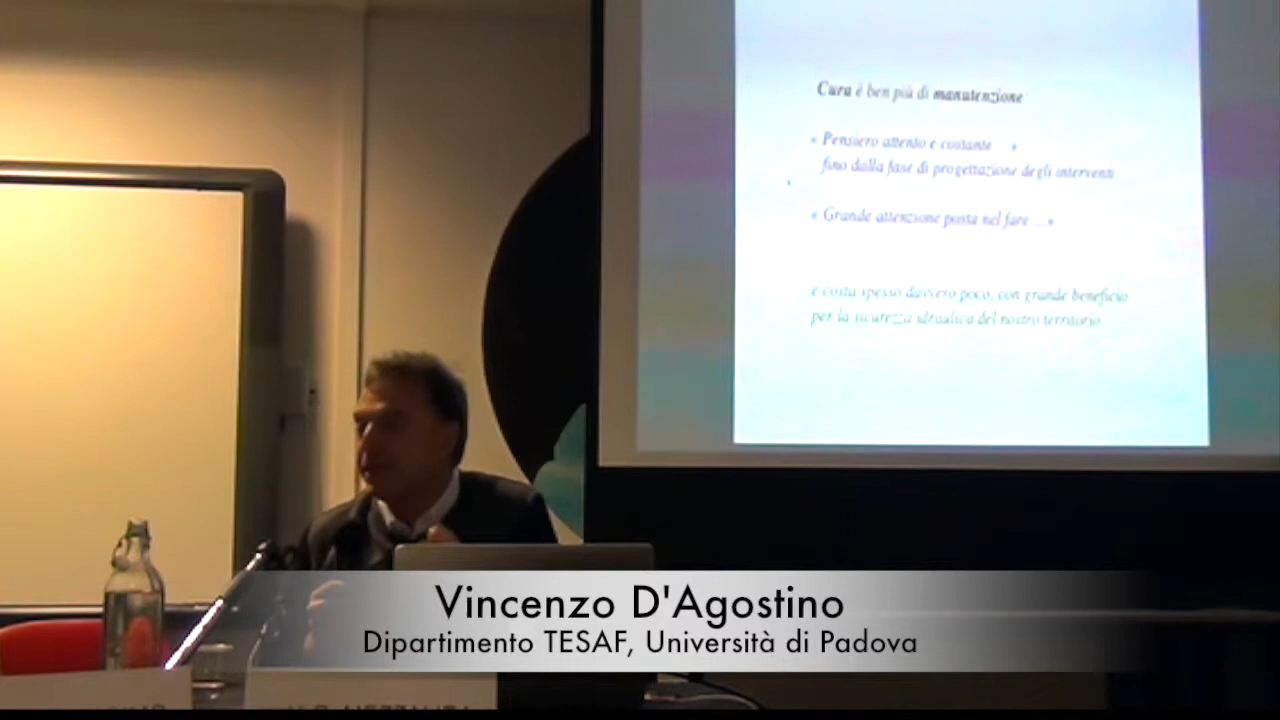 Cura è ben più di manutenzione
« Pensiero attento e costante »
fino dalla fase di progettazione degli interventi
« Grande attenzione posta nel fare ...»
e costa spesso davvero poco, con grande beneficio
per la sicurezza idraulica del nostro territorio.
Vincenzo D'Agostino
Dipartimento TESAF, Università di Padova